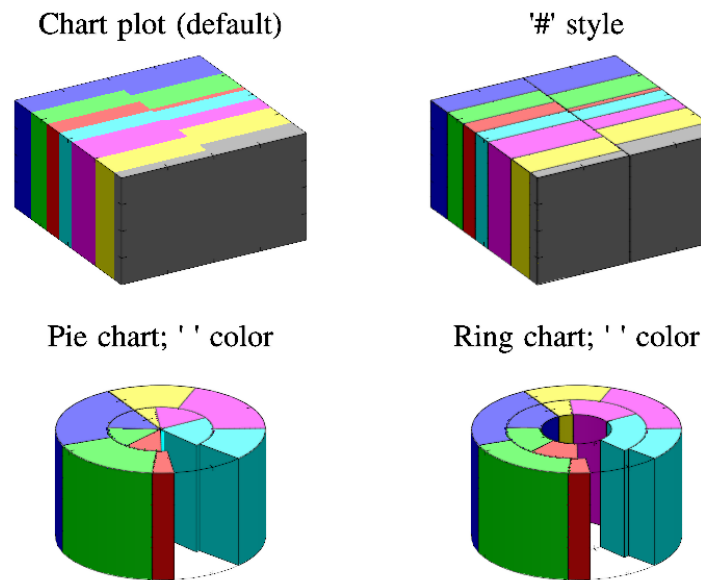 Chart plot (default)
'#' style
Pie chart; ' ' color
Ring chart; ' ' color